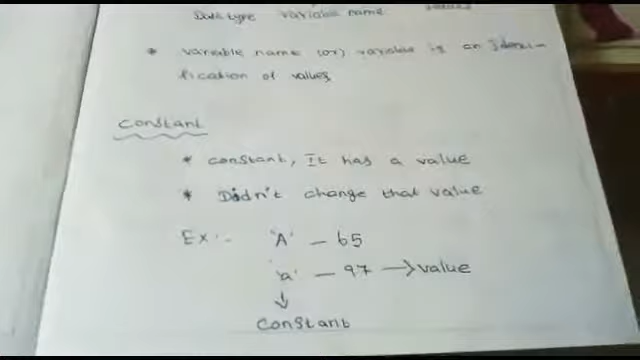 Data type variable name values
* variable name (or) variable is an Identi
fication of values
Constant
* constant, It has a value
* Didn't change that value
Ex:- 'A' - 65
'a' - 97 → value
↓
Constant